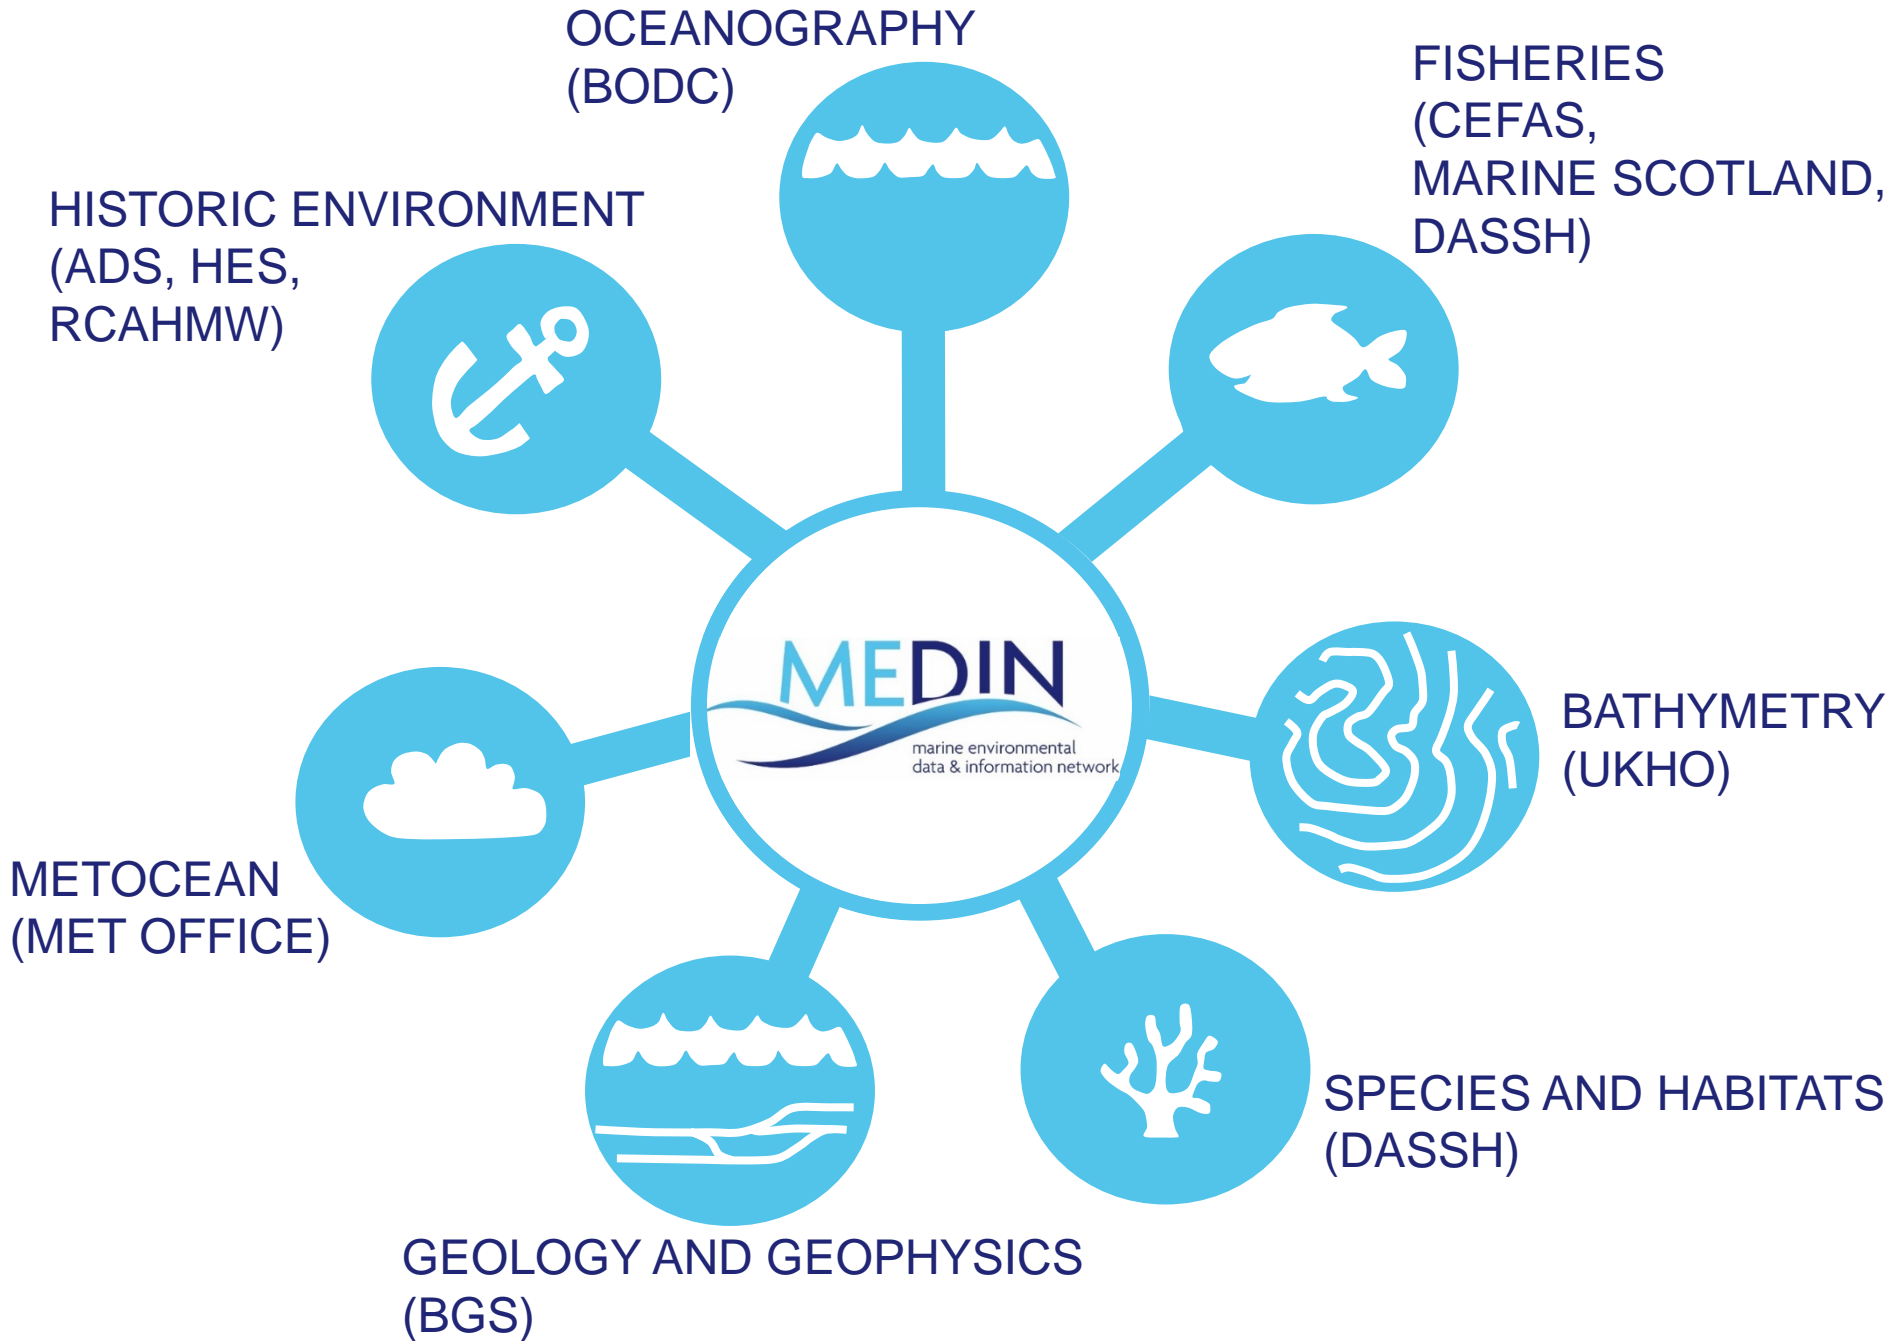 OCEANOGRAPHY
(BODC)
FISHERIES
(CEFAS,
MARINE SCOTLAND,
DASSH)
HISTORIC ENVIRONMENT
(ADS, HES,
RCAHMW)
MEDIN
marine environmental
data & information network
BATHYMETRY
(UKHO)
METOCEAN
(MET OFFICE)
SPECIES AND HABITATS
(DASSH)
GEOLOGY AND GEOPHYSICS
(BGS)